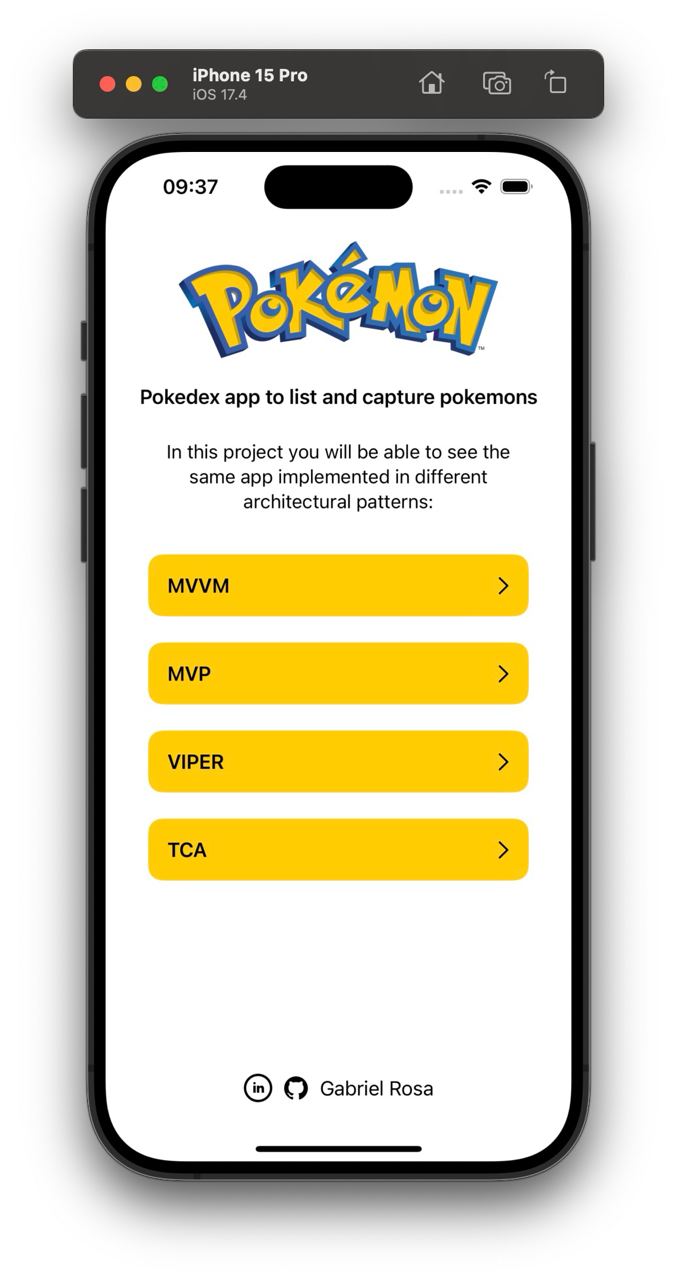 iPhone 15 Pro
iOS 17.4
09:37
POKéMON
™
Pokedex app to list and capture pokemons
In this project you will be able to see the
same app implemented in different
architectural patterns:
MVVM
MVP
VIPER
TCA
in
Gabriel Rosa